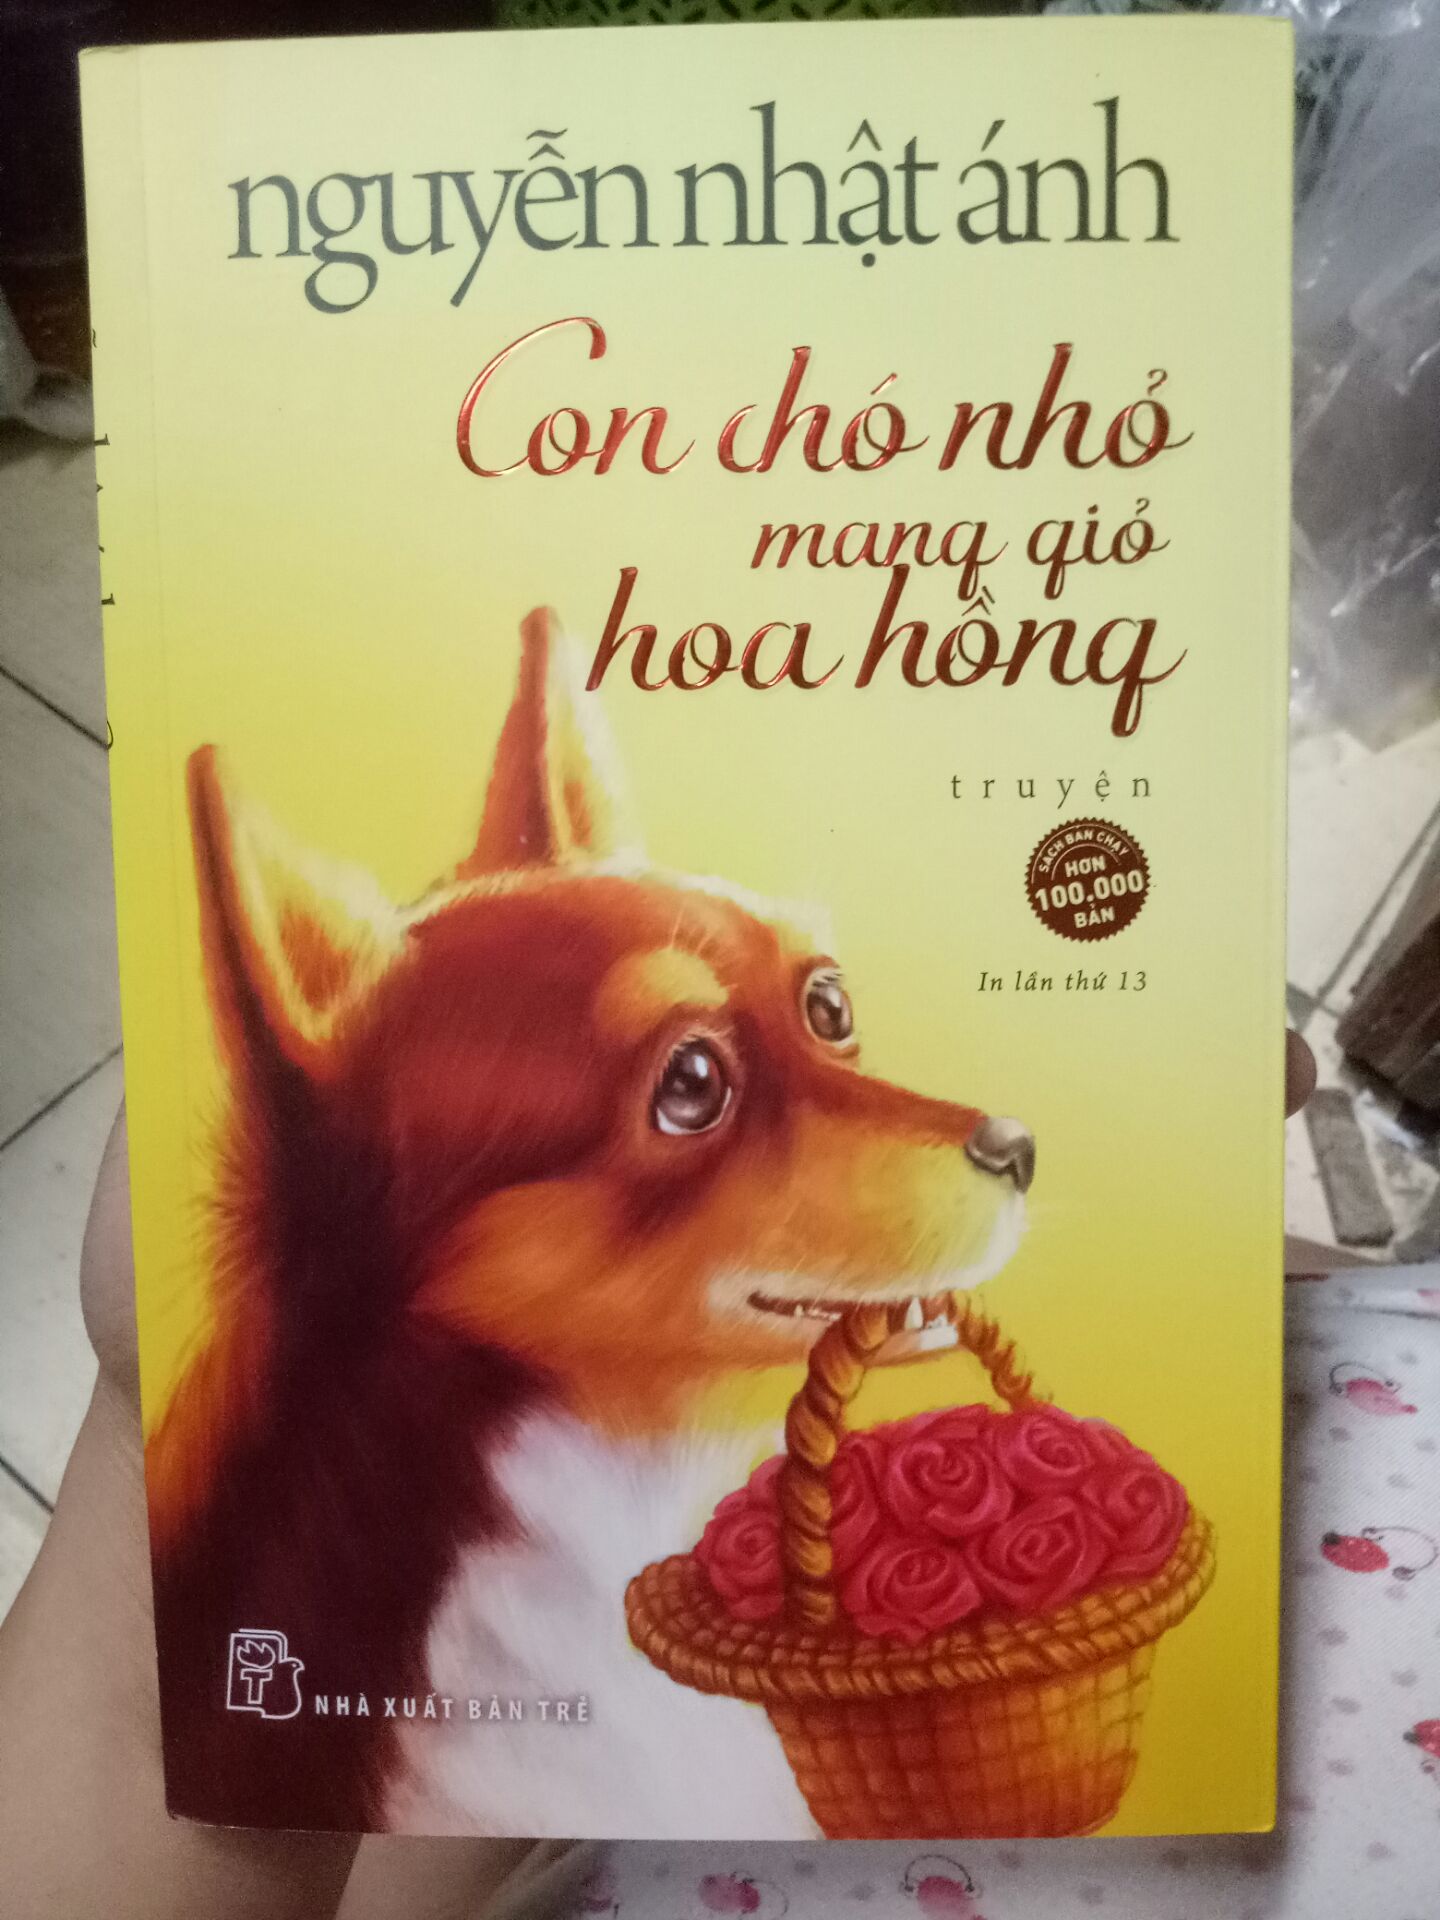 nguyễn nhật ánh
Con chó nhỏ
mang giỏ
hoa hồng
truyện
SÁCH BÁN CHẠY
HƠN
100.000
BẢN
In lần thứ 13
T
NHÀ XUẤT BẢN TRẺ